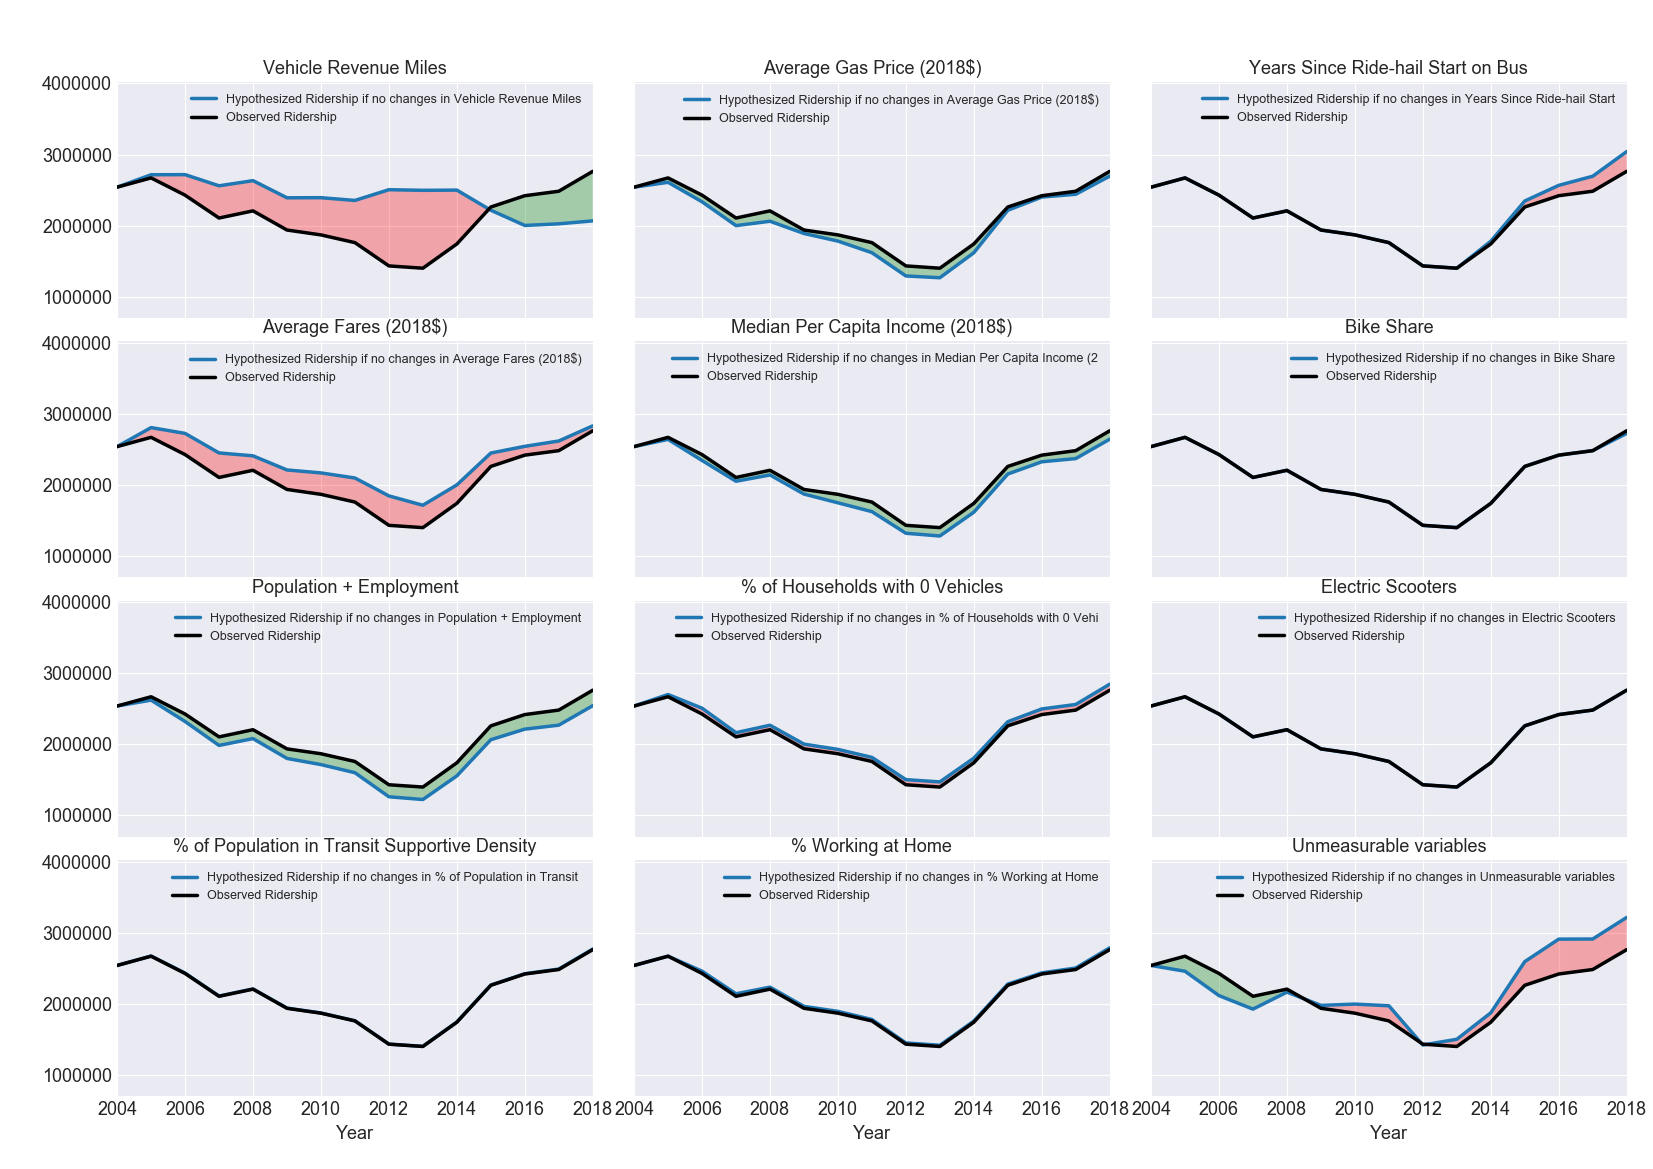 Vehicle Revenue Miles
4000000
3000000
2000000
1000000
Hypothesized Ridership if no changes in Vehicle Revenue Miles
Observed Ridership
Average Gas Price (2018$)
Hypothesized Ridership if no changes in Average Gas Price (2018$)
Observed Ridership
Years Since Ride-hail Start on Bus
Hypothesized Ridership if no changes in Years Since Ride-hail Start
Observed Ridership
Average Fares (2018$)
4000000
3000000
2000000
1000000
Hypothesized Ridership if no changes in Average Fares (2018$)
Observed Ridership
Median Per Capita Income (2018$)
Hypothesized Ridership if no changes in Median Per Capita Income (2
Observed Ridership
Bike Share
Hypothesized Ridership if no changes in Bike Share
Observed Ridership
Population + Employment
4000000
3000000
2000000
1000000
Hypothesized Ridership if no changes in Population + Employment
Observed Ridership
% of Households with 0 Vehicles
Hypothesized Ridership if no changes in % of Households with 0 Vehi
Observed Ridership
Electric Scooters
Hypothesized Ridership if no changes in Electric Scooters
Observed Ridership
% of Population in Transit Supportive Density
4000000
3000000
2000000
1000000
Hypothesized Ridership if no changes in % of Population in Transit
Observed Ridership
2004 2006 2008 2010 2012 2014 2016 2018
Year
% Working at Home
Hypothesized Ridership if no changes in % Working at Home
Observed Ridership
2004 2006 2008 2010 2012 2014 2016 2018
Year
Unmeasurable variables
Hypothesized Ridership if no changes in Unmeasurable variables
Observed Ridership
2004 2006 2008 2010 2012 2014 2016 2018
Year